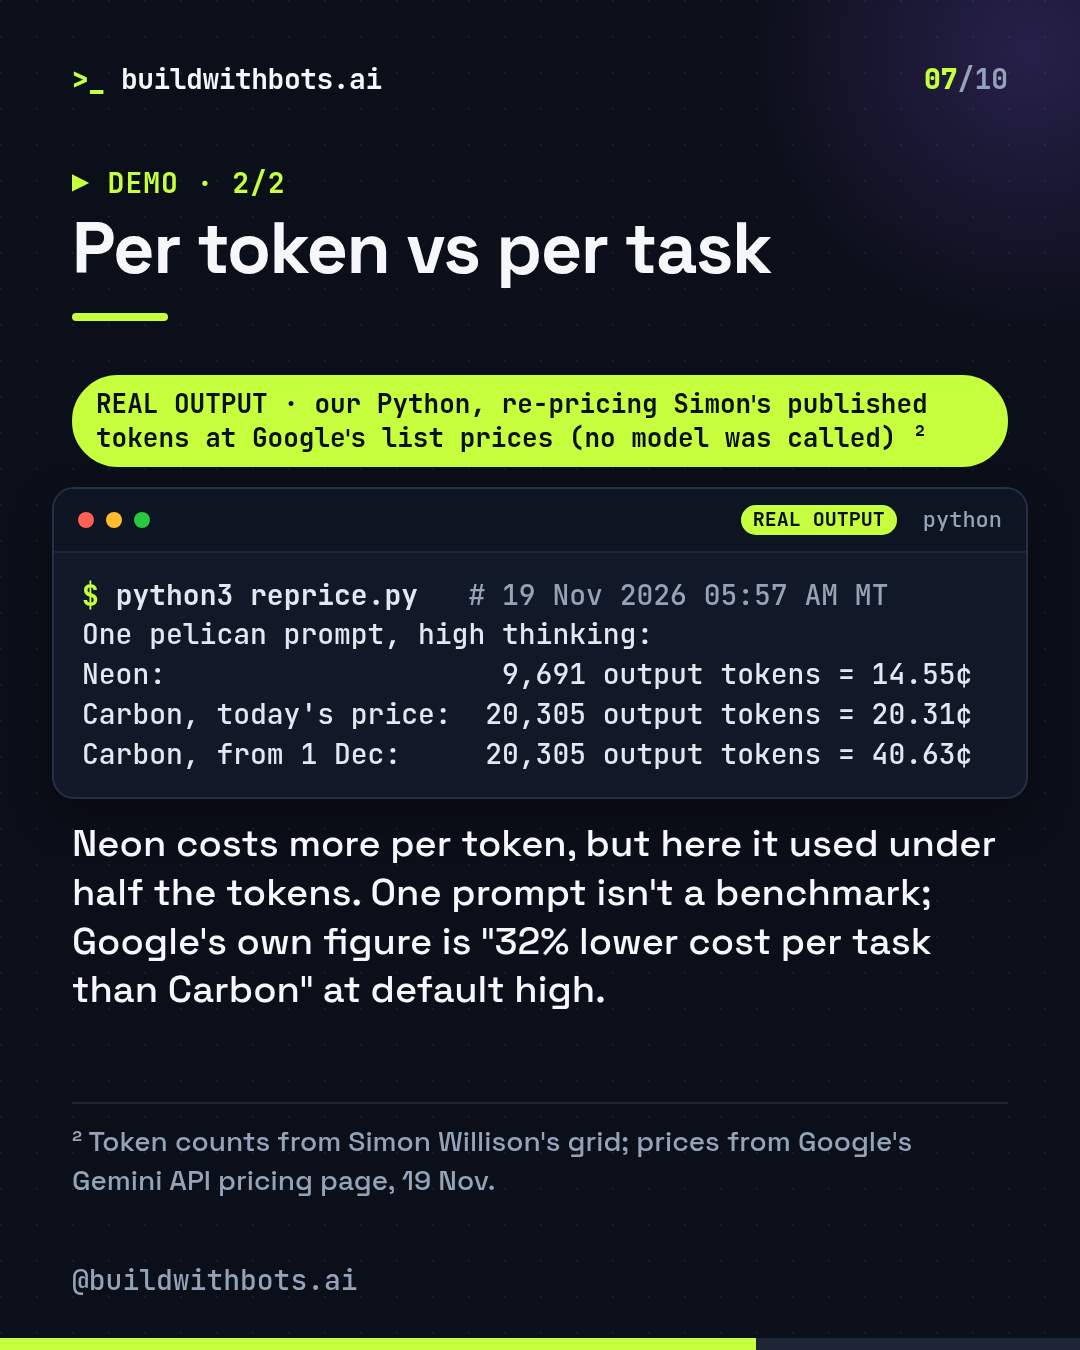 >_ buildwithbots.ai
07/10
▶ DEMO · 2/2
Per token vs per task
REAL OUTPUT · our Python, re-pricing Simon's published
tokens at Google's list prices (no model was called) ²
REAL OUTPUT python
$ python3 reprice.py   # 19 Nov 2026 05:57 AM MT
One pelican prompt, high thinking:
Neon:                    9,691 output tokens = 14.55¢
Carbon, today's price:  20,305 output tokens = 20.31¢
Carbon, from 1 Dec:     20,305 output tokens = 40.63¢
Neon costs more per token, but here it used under
half the tokens. One prompt isn't a benchmark;
Google's own figure is "32% lower cost per task
than Carbon" at default high.
² Token counts from Simon Willison's grid; prices from Google's
Gemini API pricing page, 19 Nov.
@buildwithbots.ai